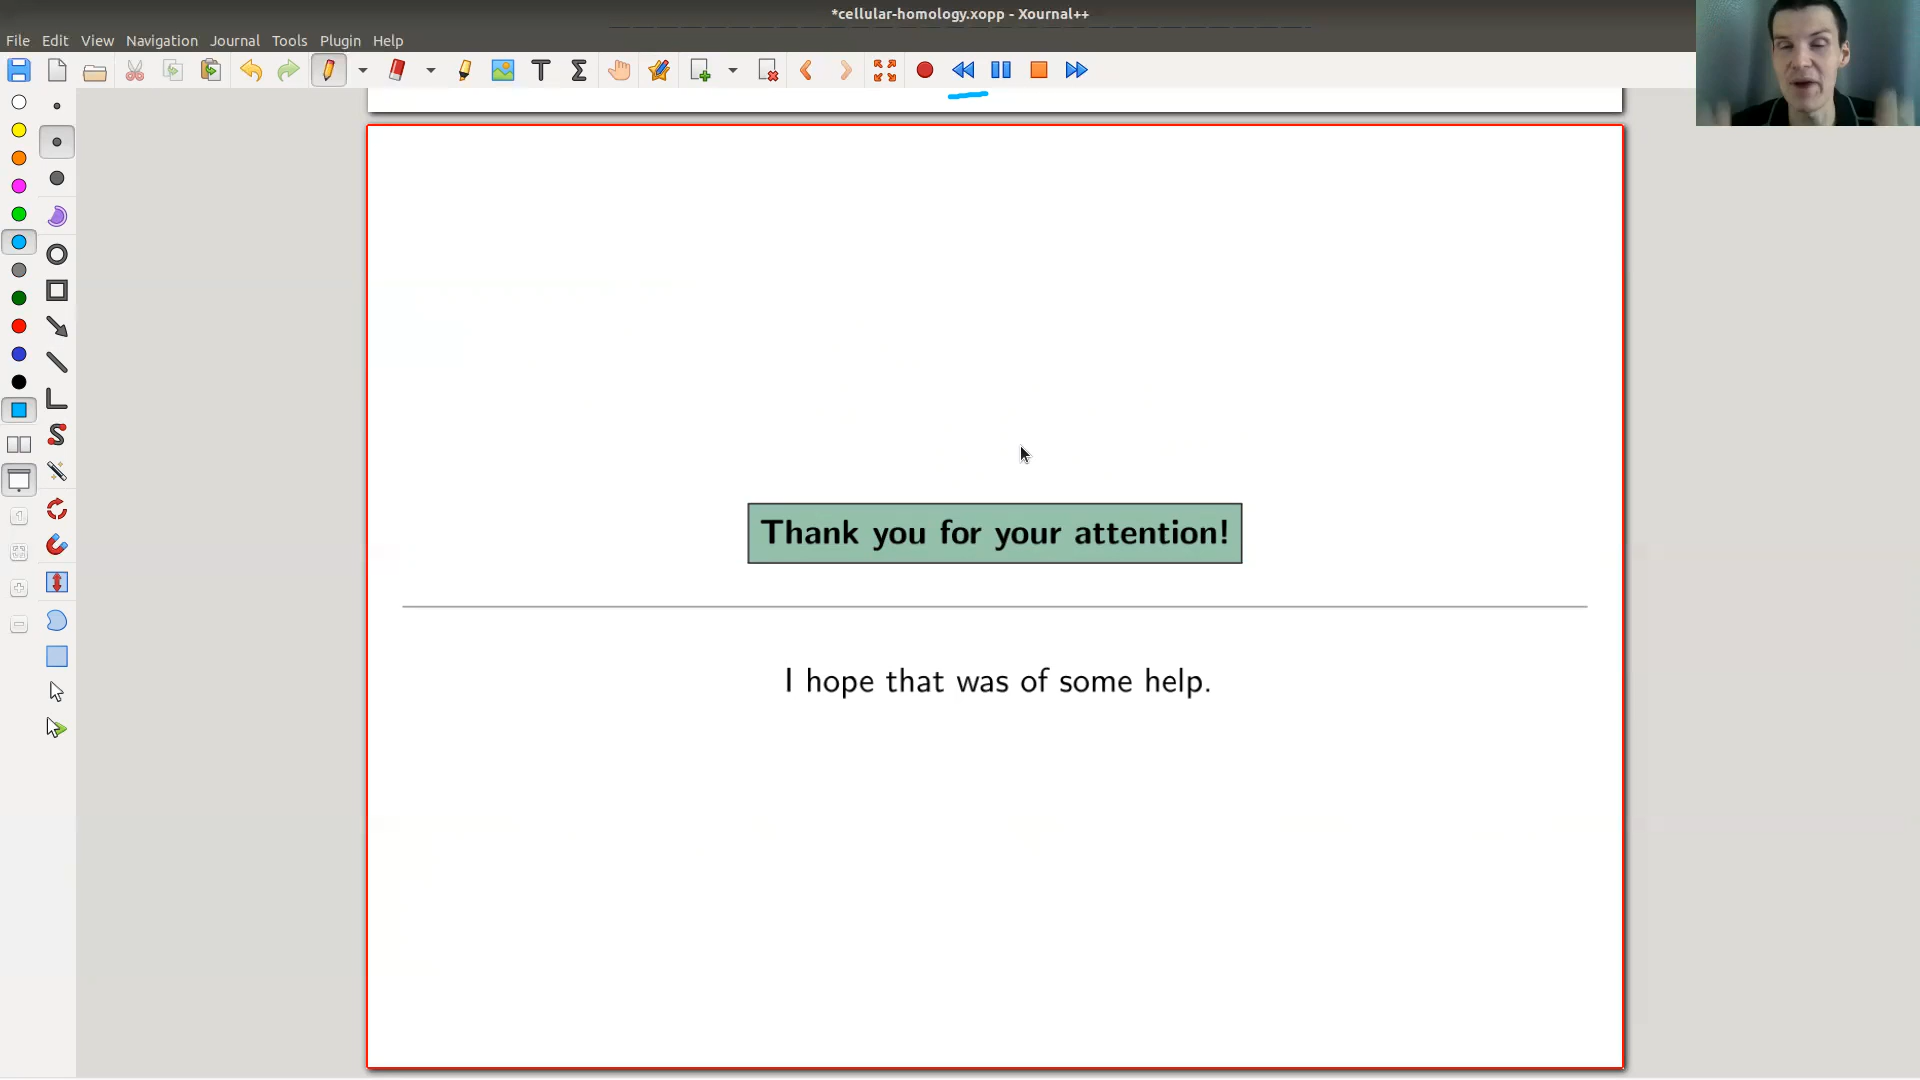 *cellular-homology.xopp - Xournal++
File Edit View Navigation Journal Tools Plugin Help
Thank you for your attention!
I hope that was of some help.